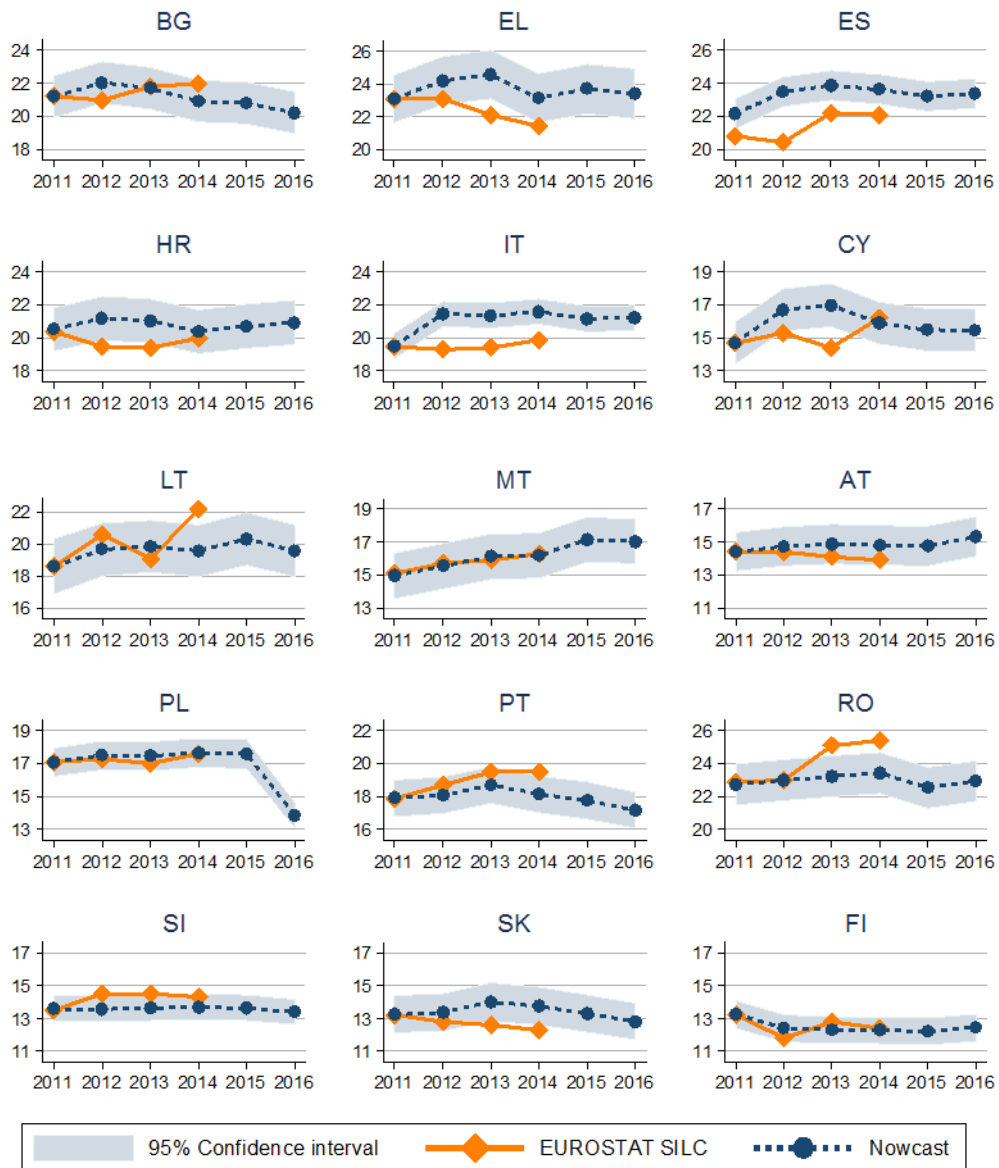 BG EL ES
24 26 26
22 24 24
20 22 22
18 20 20
2011 2012 2013 2014 2015 2016 2011 2012 2013 2014 2015 2016 2011 2012 2013 2014 2015 2016
HR IT CY
24 24 19
22 22 17
20 20 15
18 18 13
2011 2012 2013 2014 2015 2016 2011 2012 2013 2014 2015 2016 2011 2012 2013 2014 2015 2016
LT MT AT
22 19 17
20 17 15
18 15 13
16 13 11
2011 2012 2013 2014 2015 2016 2011 2012 2013 2014 2015 2016 2011 2012 2013 2014 2015 2016
PL PT RO
19 22 26
17 20 24
15 18 22
13 16 20
2011 2012 2013 2014 2015 2016 2011 2012 2013 2014 2015 2016 2011 2012 2013 2014 2015 2016
SI SK FI
17 17 17
15 15 15
13 13 13
11 11 11
2011 2012 2013 2014 2015 2016 2011 2012 2013 2014 2015 2016 2011 2012 2013 2014 2015 2016
95% Confidence interval EUROSTAT SILC Nowcast